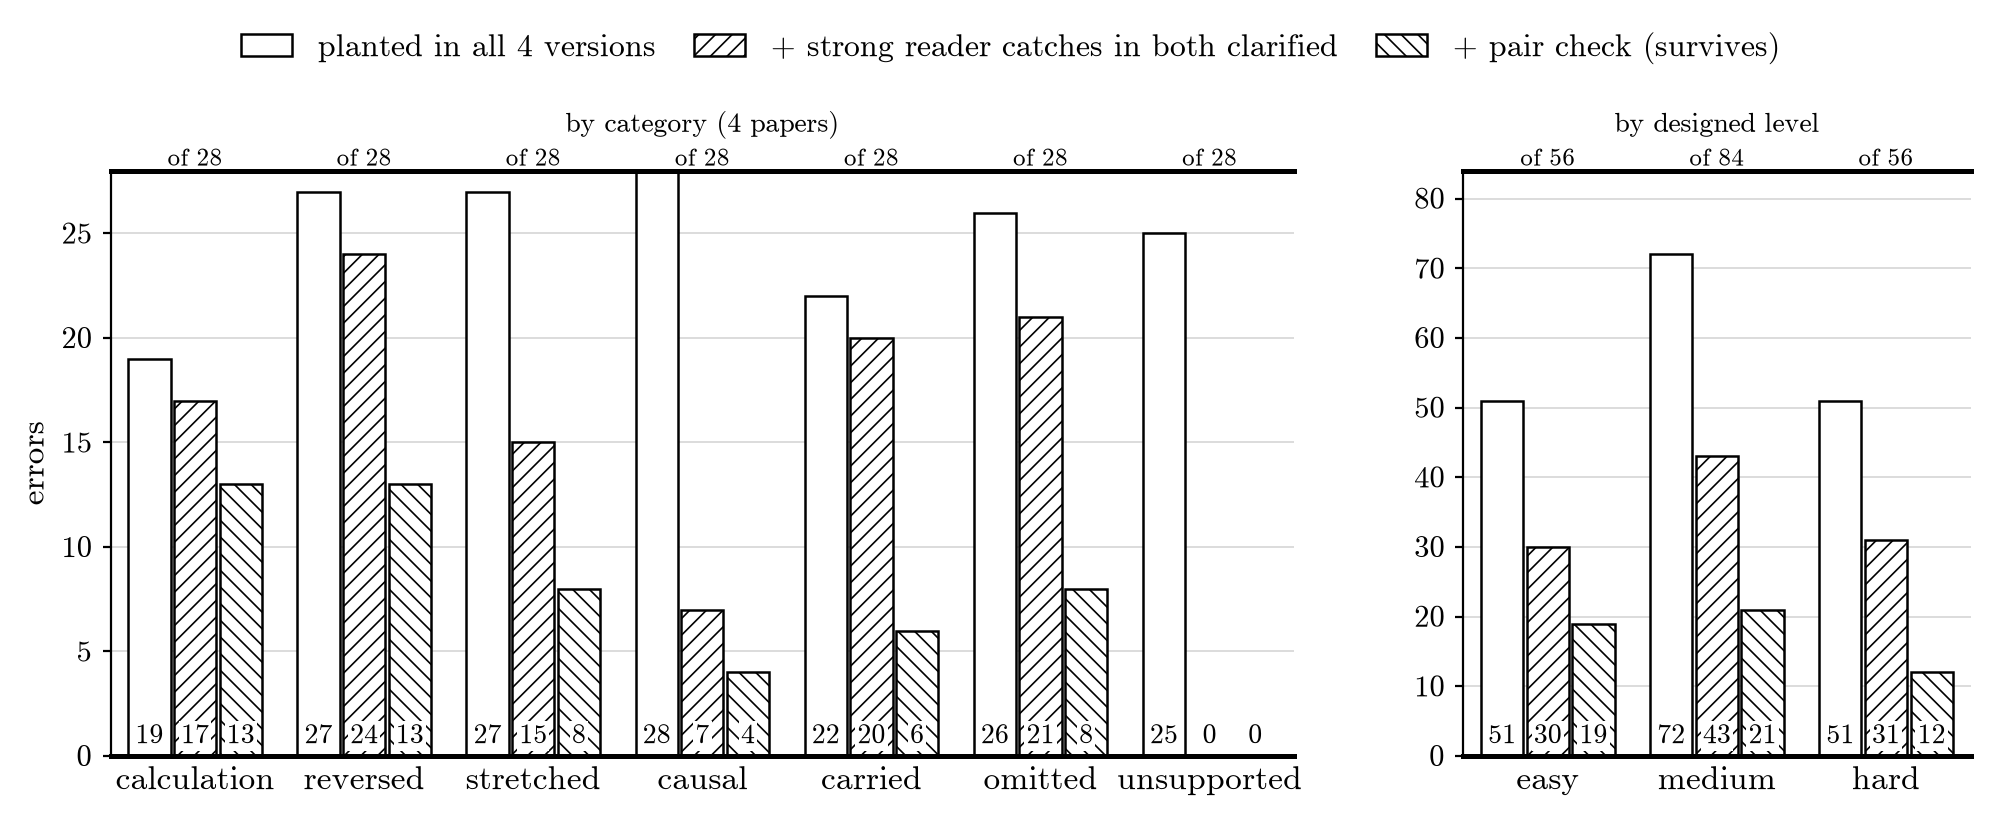 planted in all 4 versions + strong reader catches in both clarified + pair check (survives)
by category (4 papers)
of 28 of 28 of 28 of 28 of 28 of 28 of 28
25
20
15
10
5
0
errors
19 17 13 27 24 13 27 15 8 28 7 4 22 20 6 26 21 8 25 0 0
calculation reversed stretched causal carried omitted unsupported
by designed level
of 56 of 84 of 56
80
70
60
50
40
30
20
10
0
51 30 19 72 43 21 51 31 12
easy medium hard